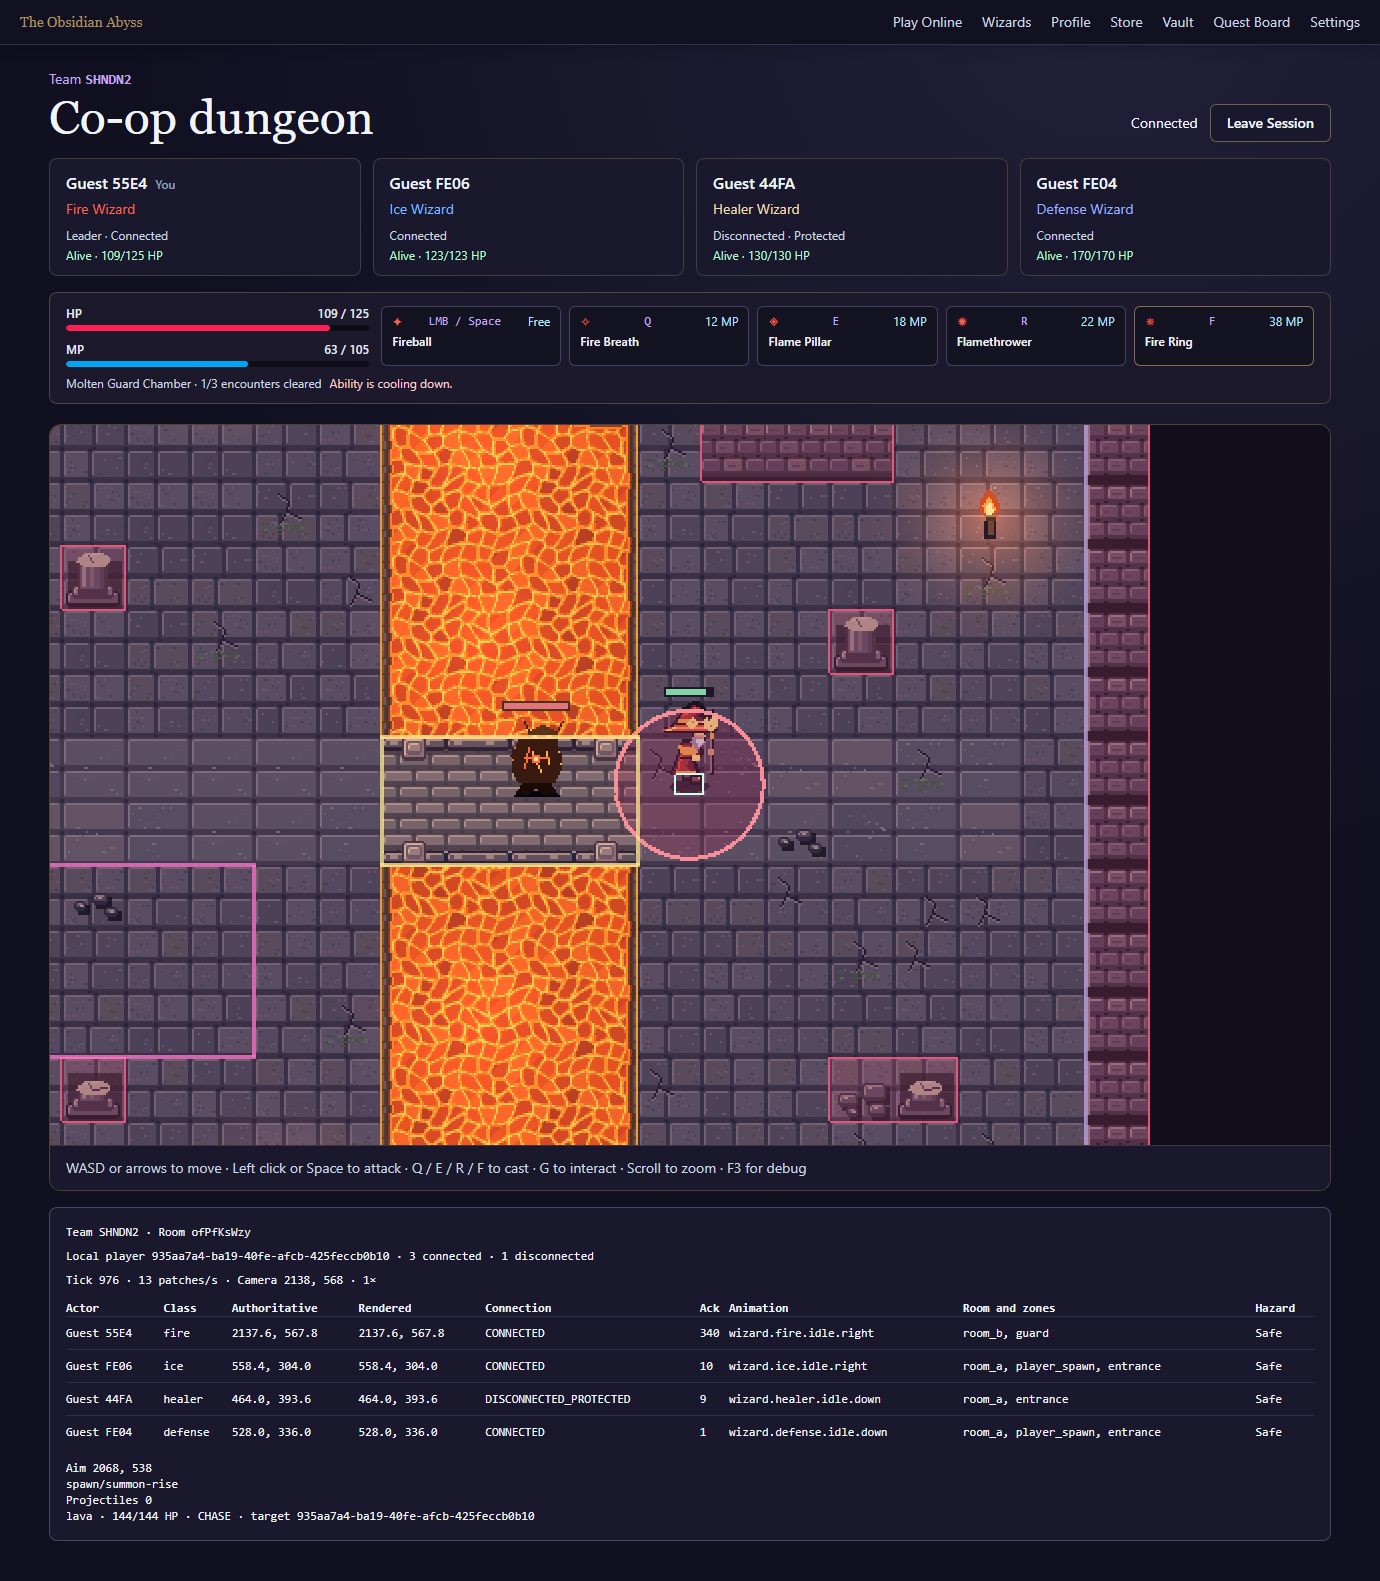 The Obsidian Abyss
Play Online Wizards Profile Store Vault Quest Board Settings
Team SHNDN2
Co-op dungeon
Connected Leave Session
Guest 55E4 You
Fire Wizard
Leader · Connected
Alive · 109/125 HP
Guest FE06
Ice Wizard
Connected
Alive · 123/123 HP
Guest 44FA
Healer Wizard
Disconnected · Protected
Alive · 130/130 HP
Guest FE04
Defense Wizard
Connected
Alive · 170/170 HP
HP 109 / 125
MP 63 / 105
LMB / Space Free
Fireball
Q 12 MP
Fire Breath
E 18 MP
Flame Pillar
R 22 MP
Flamethrower
F 38 MP
Fire Ring
Molten Guard Chamber · 1/3 encounters cleared Ability is cooling down.
WASD or arrows to move · Left click or Space to attack · Q / E / R / F to cast · G to interact · Scroll to zoom · F3 for debug
Team SHNDN2 · Room ofPfKsWzy
Local player 935aa7a4-ba19-40fe-afcb-425feccb0b10 · 3 connected · 1 disconnected
Tick 976 · 13 patches/s · Camera 2138, 568 · 1×
Actor Class Authoritative Rendered Connection Ack Animation Room and zones Hazard
Guest 55E4 fire 2137.6, 567.8 2137.6, 567.8 CONNECTED 340 wizard.fire.idle.right room_b, guard Safe
Guest FE06 ice 558.4, 304.0 558.4, 304.0 CONNECTED 10 wizard.ice.idle.right room_a, player_spawn, entrance Safe
Guest 44FA healer 464.0, 393.6 464.0, 393.6 DISCONNECTED_PROTECTED 9 wizard.healer.idle.down room_a, entrance Safe
Guest FE04 defense 528.0, 336.0 528.0, 336.0 CONNECTED 1 wizard.defense.idle.down room_a, player_spawn, entrance Safe
Aim 2068, 538
spawn/summon-rise
Projectiles 0
lava · 144/144 HP · CHASE · target 935aa7a4-ba19-40fe-afcb-425feccb0b10